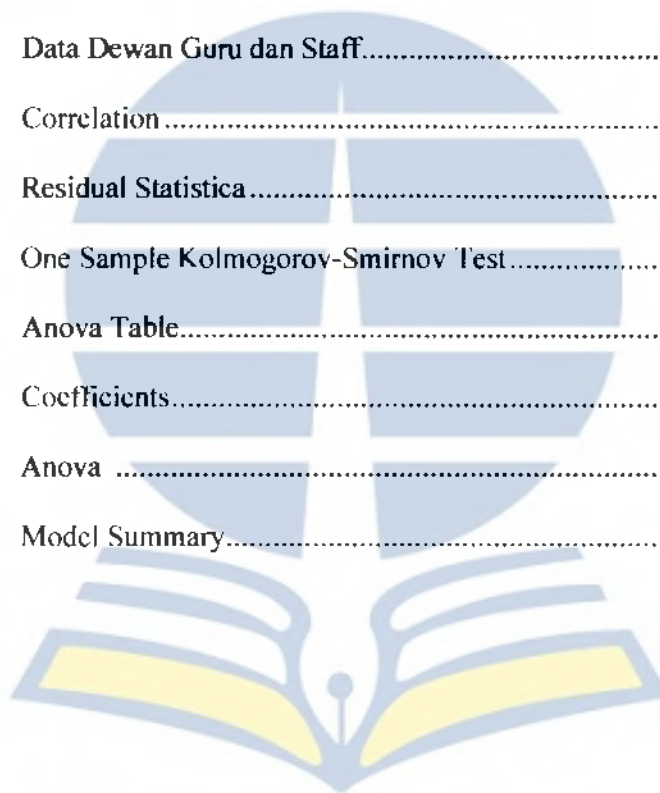 Data Dewan Guru dan Staff................................
Correlation................................................................
Residual Statistica................................................
One Sample Kolmogorov-Smirnov Test..................
Anova Table..........................................................
Coefficients...........................................................
Anova ..................................................................
Model Summary.....................................................